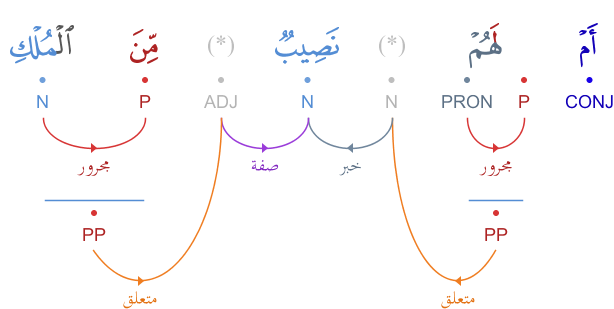 أَمْ لَهُمْ (*) نَصِيبٌ (*) مِّنَ ٱلْمُلْكِ
CONJ P PRON N N ADJ P N
مجرور خبر صفة مجرور
PP PP
متعلق متعلق